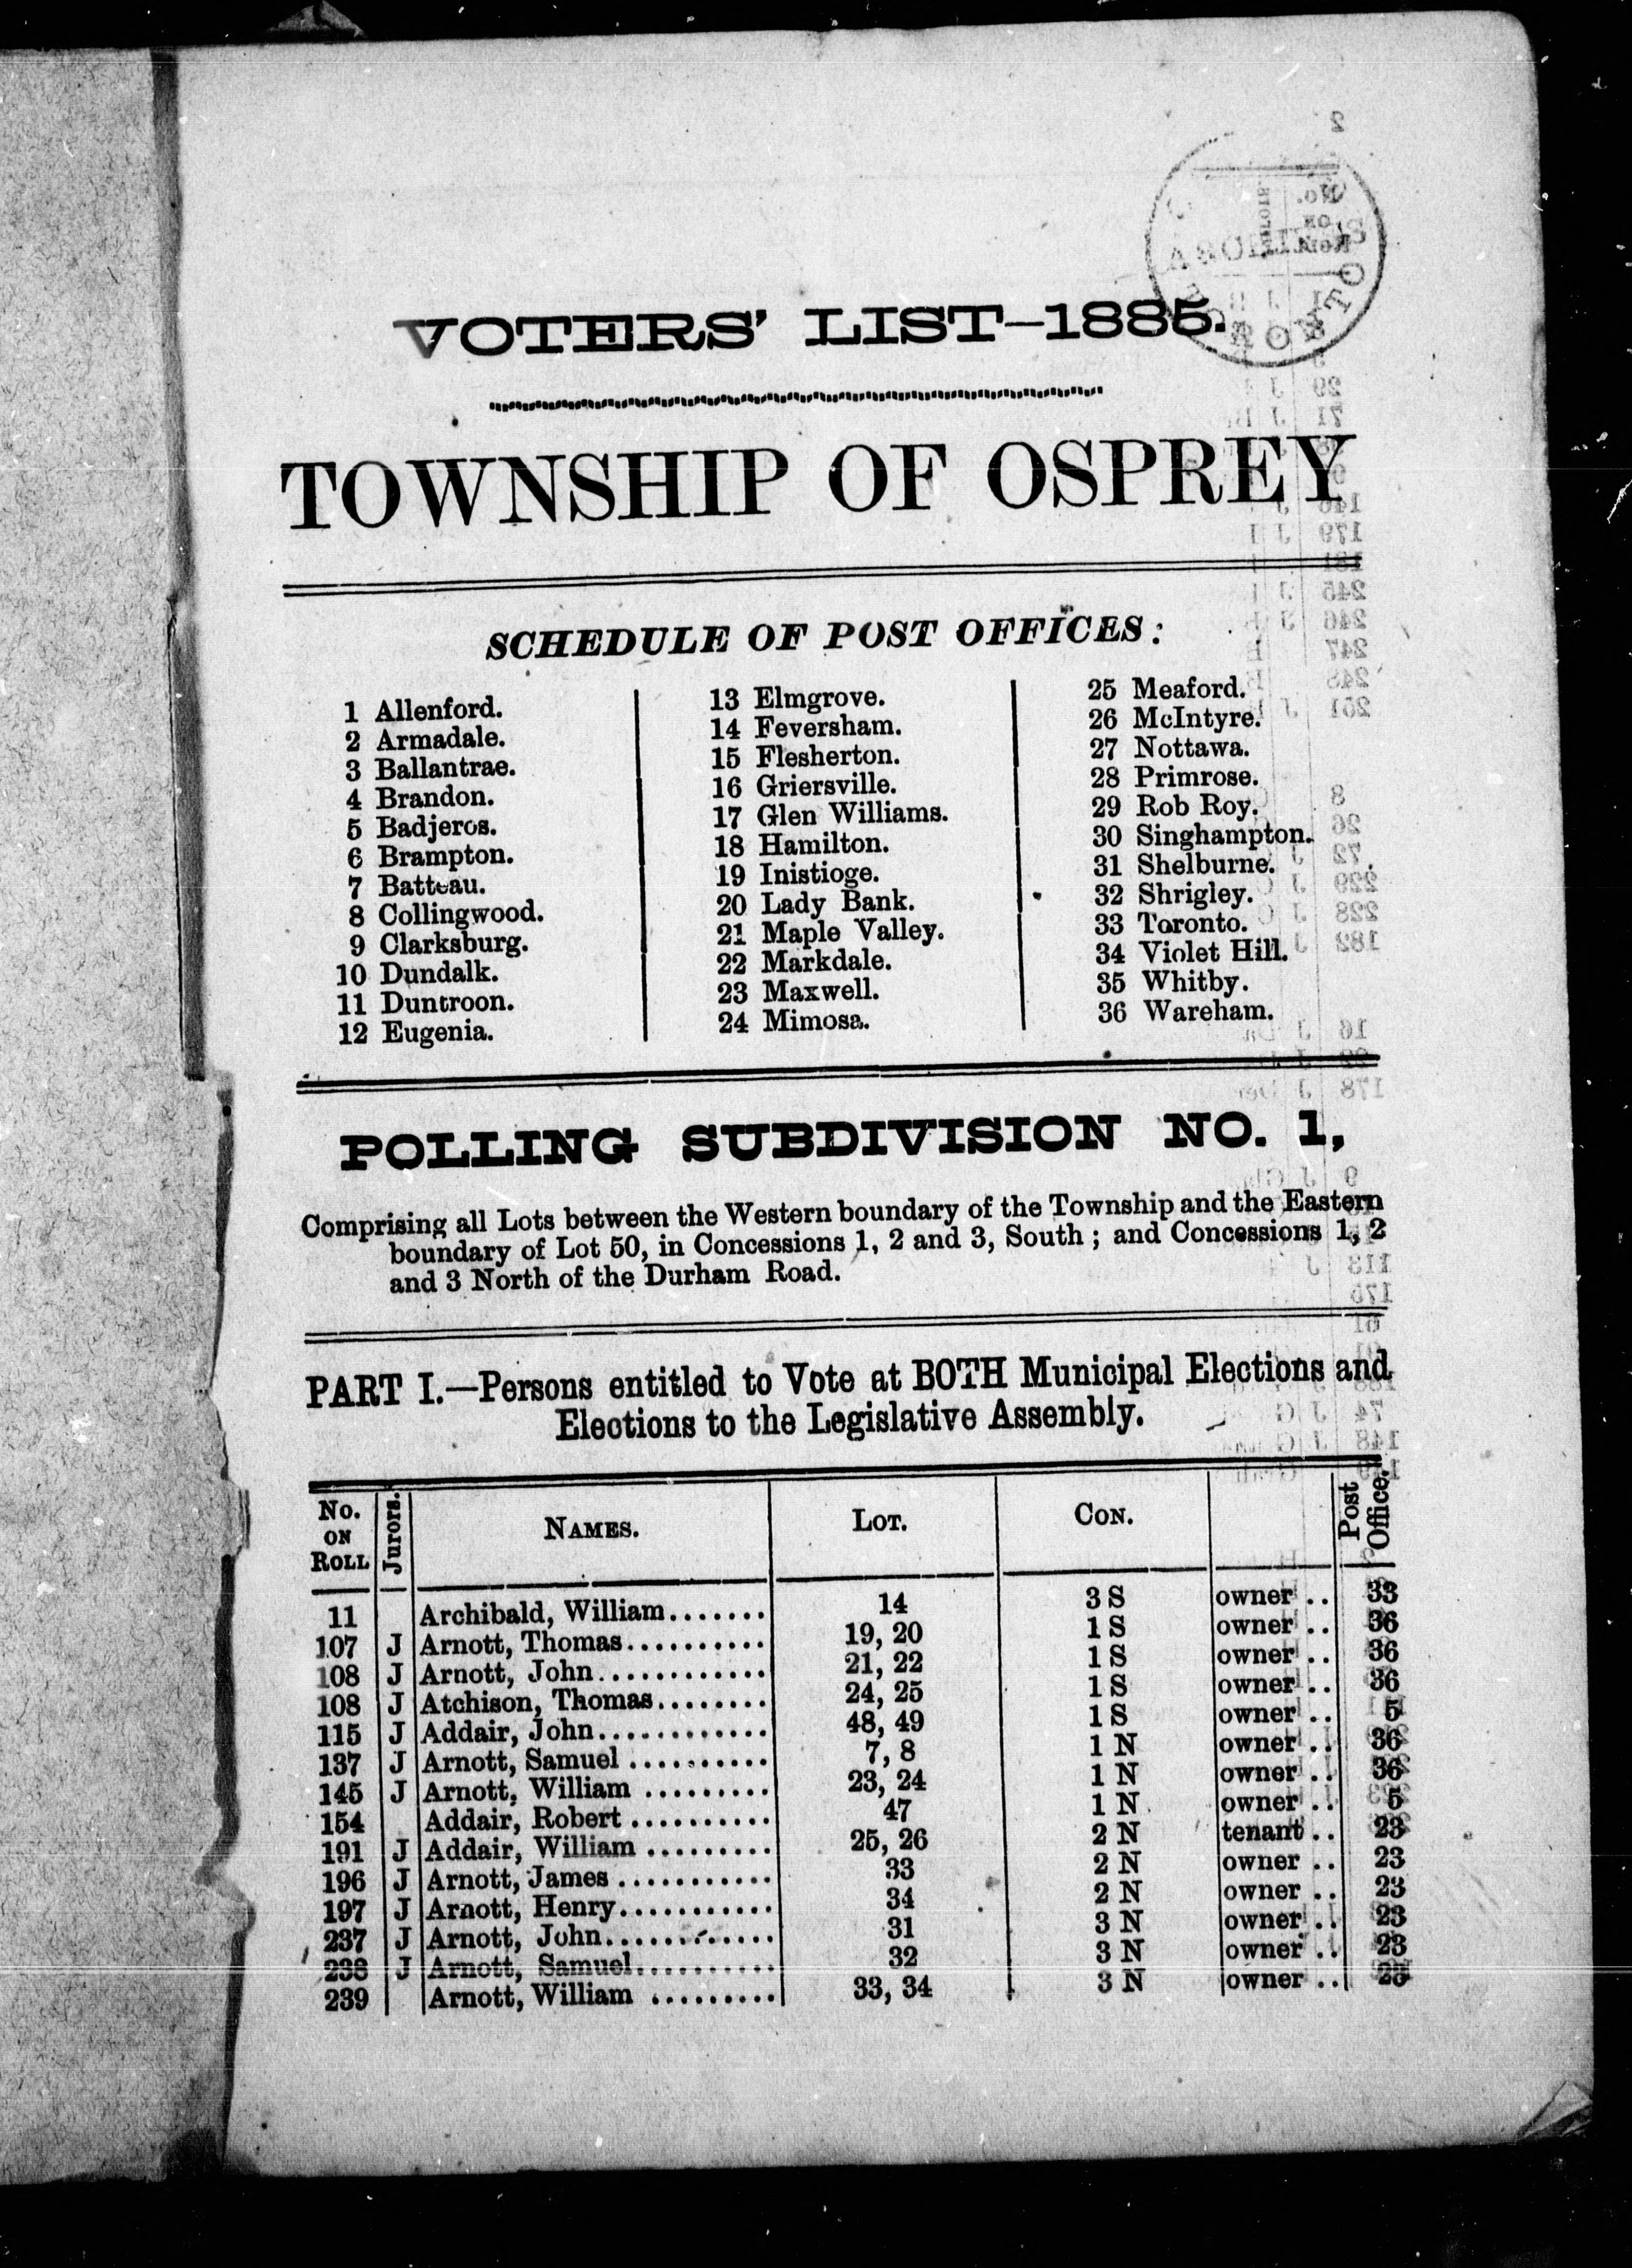 VOTERS' LIST–1885.
TOWNSHIP OF OSPREY
SCHEDULE OF POST OFFICES:
1 Allenford.
2 Armadale.
3 Ballantrae.
4 Brandon.
5 Badjeros.
6 Brampton.
7 Batteau.
8 Collingwood.
9 Clarksburg.
10 Dundalk.
11 Duntroon.
12 Eugenia.
13 Elmgrove.
14 Feversham.
15 Flesherton.
16 Griersville.
17 Glen Williams.
18 Hamilton.
19 Inistioge.
20 Lady Bank.
21 Maple Valley.
22 Markdale.
23 Maxwell.
24 Mimosa.
25 Meaford.
26 McIntyre.
27 Nottawa.
28 Primrose.
29 Rob Roy.
30 Singhampton.
31 Shelburne.
32 Shrigley.
33 Toronto.
34 Violet Hill.
35 Whitby.
36 Wareham.
POLLING SUBDIVISION NO. 1,
Comprising all Lots between the Western boundary of the Township and the Eastern
boundary of Lot 50, in Concessions 1, 2 and 3, South; and Concessions 1, 2
and 3 North of the Durham Road.
PART I.—Persons entitled to Vote at BOTH Municipal Elections and
Elections to the Legislative Assembly.
No. ON ROLL Jurors. NAMES. LOT. CON. Post Office.
11 Archibald, William....... 14 3 S owner .. 33
107 J Arnott, Thomas.......... 19, 20 1 S owner .. 36
108 J Arnott, John............ 21, 22 1 S owner .. 36
108 J Atchison, Thomas........ 24, 25 1 S owner .. 36
115 J Addair, John............. 48, 49 1 S owner .. 5
137 J Arnott, Samuel .......... 7, 8 1 N owner .. 36
145 J Arnott, William ......... 23, 24 1 N owner .. 36
154 Addair, Robert .......... 47 1 N owner .. 5
191 J Addair, William ......... 25, 26 2 N tenant .. 23
196 J Arnott, James ........... 33 2 N owner .. 23
197 J Arnott, Henry........... 34 2 N owner .. 23
237 J Arnott, John............ 31 3 N owner .. 23
238 J Arnott, Samuel.......... 32 3 N owner .. 23
239 Arnott, William ......... 33, 34 3 N owner ..